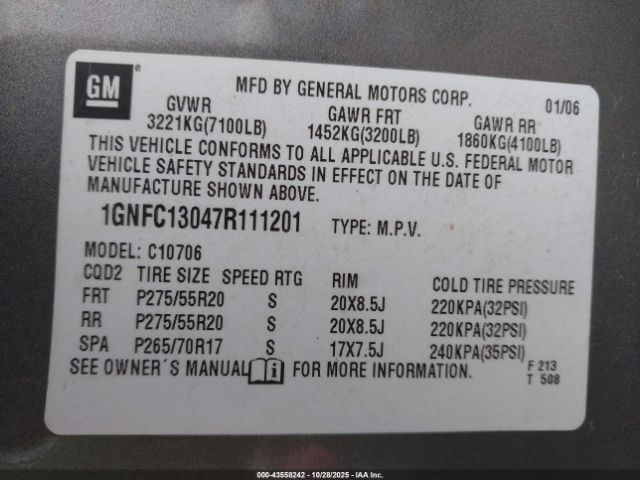 GM ®
MFD BY GENERAL MOTORS CORP. 01/06
GVWR GAWR FRT GAWR RR
3221KG(7100LB) 1452KG(3200LB) 1860KG(4100LB)
THIS VEHICLE CONFORMS TO ALL APPLICABLE U.S. FEDERAL MOTOR
VEHICLE SAFETY STANDARDS IN EFFECT ON THE DATE OF
MANUFACTURE SHOWN ABOVE.
1GNFC13047R111201 TYPE: M.P.V.
MODEL: C10706
CQD2 TIRE SIZE SPEED RTG RIM COLD TIRE PRESSURE
FRT P275/55R20 S 20X8.5J 220KPA(32PSI)
RR P275/55R20 S 20X8.5J 220KPA(32PSI)
SPA P265/70R17 S 17X7.5J 240KPA(35PSI)
SEE OWNER´S MANUAL i FOR MORE INFORMATION.
F 213
T 508
000-43558242 | 10/28/2025 | IAA Inc.